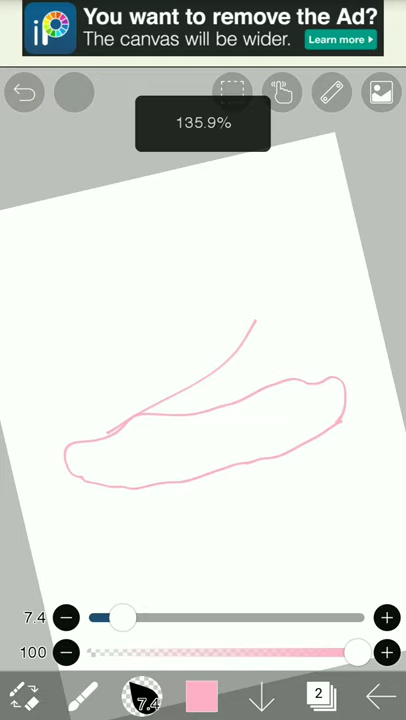 iP
You want to remove the Ad?
The canvas will be wider.
Learn more
135.9%
7.4
100
7.4
2